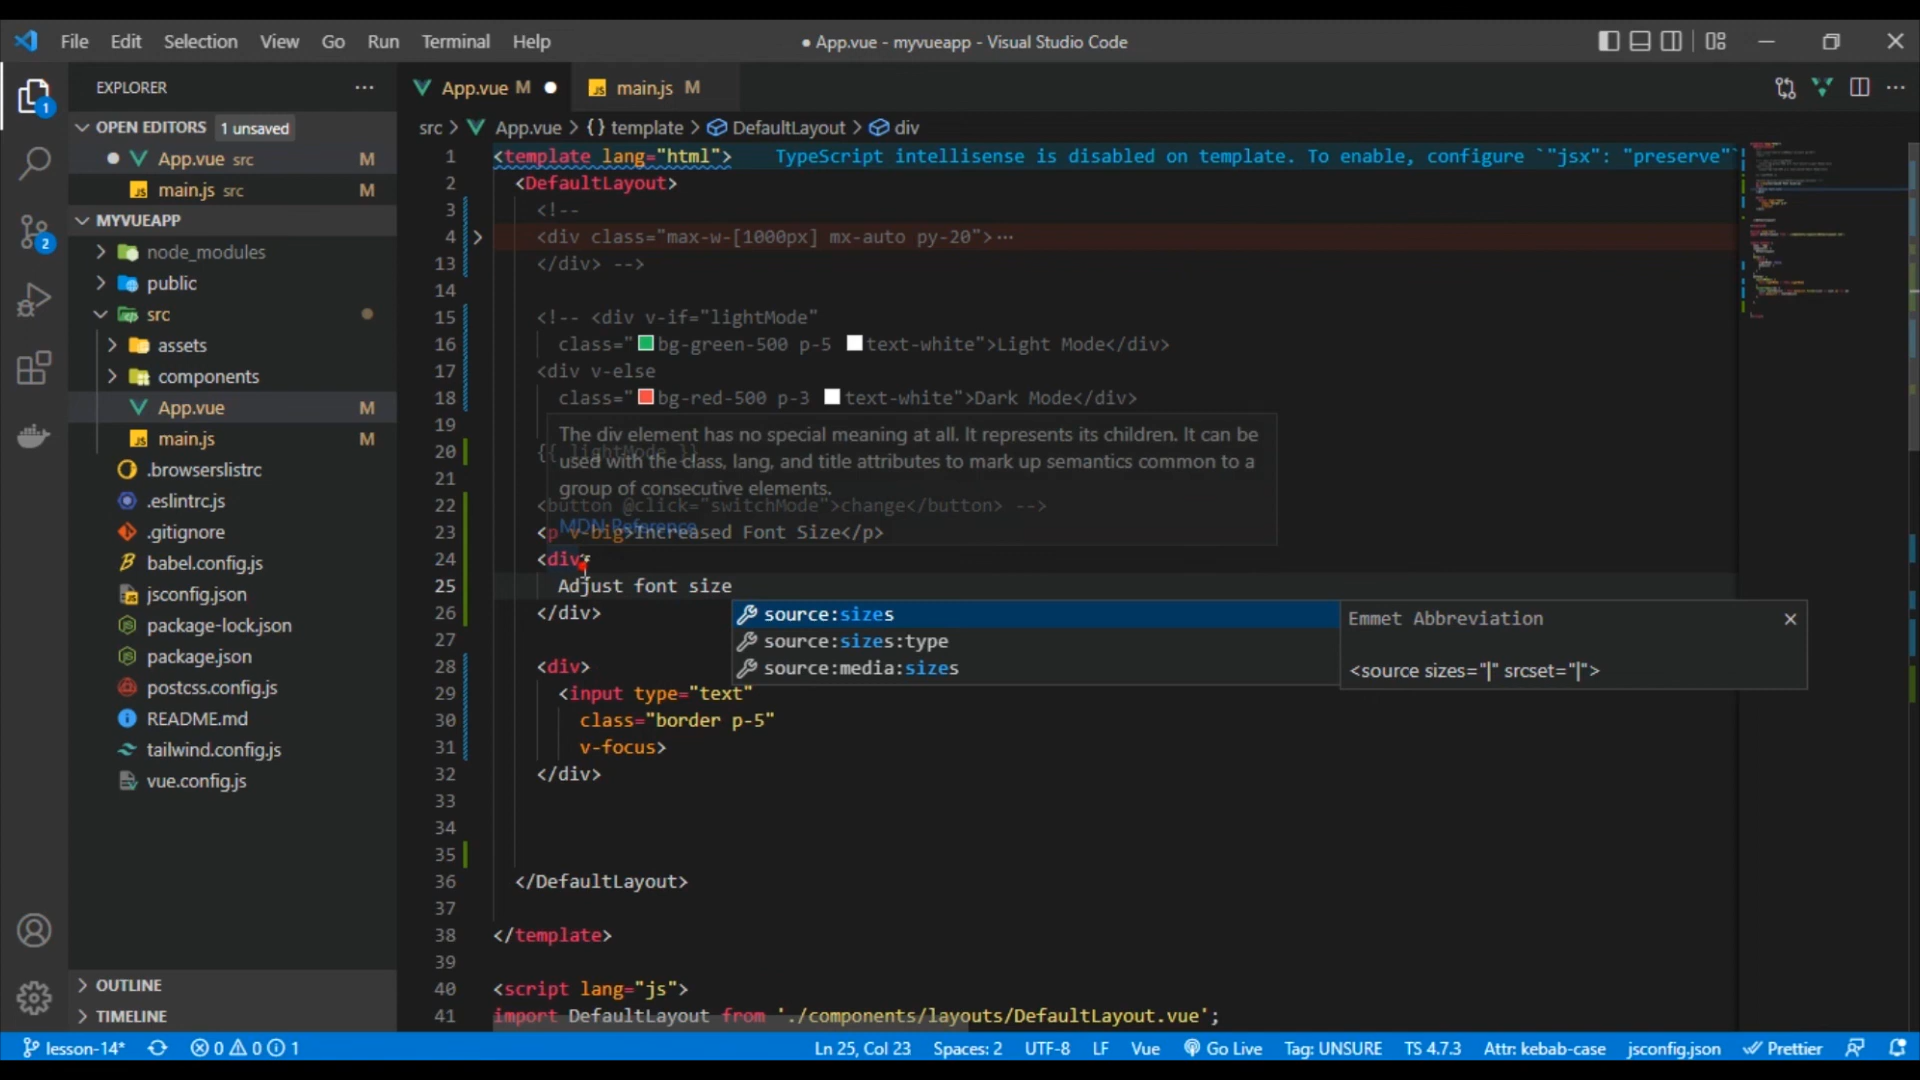 File Edit Selection View Go Run Terminal Help
● App.vue - myvueapp - Visual Studio Code
EXPLORER ···
App.vue M ●
JS main.js M
OPEN EDITORS 1 unsaved
● App.vue src M
JS main.js src M
MYVUEAPP
node_modules
public
src
assets
components
App.vue M
JS main.js M
.browserslistrc
.eslintrc.js
.gitignore
babel.config.js
jsconfig.json
package-lock.json
package.json
postcss.config.js
README.md
tailwind.config.js
vue.config.js
OUTLINE
TIMELINE
src > App.vue > {} template > DefaultLayout > div
1 <template lang="html"> TypeScript intellisense is disabled on template. To enable, configure `"jsx": "preserve"`
2 <DefaultLayout>
3 <!--
4 <div class="max-w-[1000px] mx-auto py-20">···
13 </div> -->
14
15 <!-- <div v-if="lightMode"
16 class="bg-green-500 p-5 text-white">Light Mode</div>
17 <div v-else
18 class="bg-red-500 p-3 text-white">Dark Mode</div>
19
20 {{ lightMode }}
21
22 <button @click="switchMode">change</button> -->
23 <p v-big>Increased Font Size</p>
24 <div>
25 Adjust font size
26 </div>
27
28 <div>
29 <input type="text"
30 class="border p-5"
31 v-focus>
32 </div>
33
34
35
36 </DefaultLayout>
37
38 </template>
39
40 <script lang="js">
41 import DefaultLayout from './components/layouts/DefaultLayout.vue';
The div element has no special meaning at all. It represents its children. It can be
used with the class, lang, and title attributes to mark up semantics common to a
group of consecutive elements.
MDN Reference
source:sizes
source:sizes:type
source:media:sizes
Emmet Abbreviation
<source sizes="|" srcset="|">
1
2
lesson-14* 0 0 1
Ln 25, Col 23 Spaces: 2 UTF-8 LF Vue Go Live Tag: UNSURE TS 4.7.3 Attr: kebab-case jsconfig.json Prettier